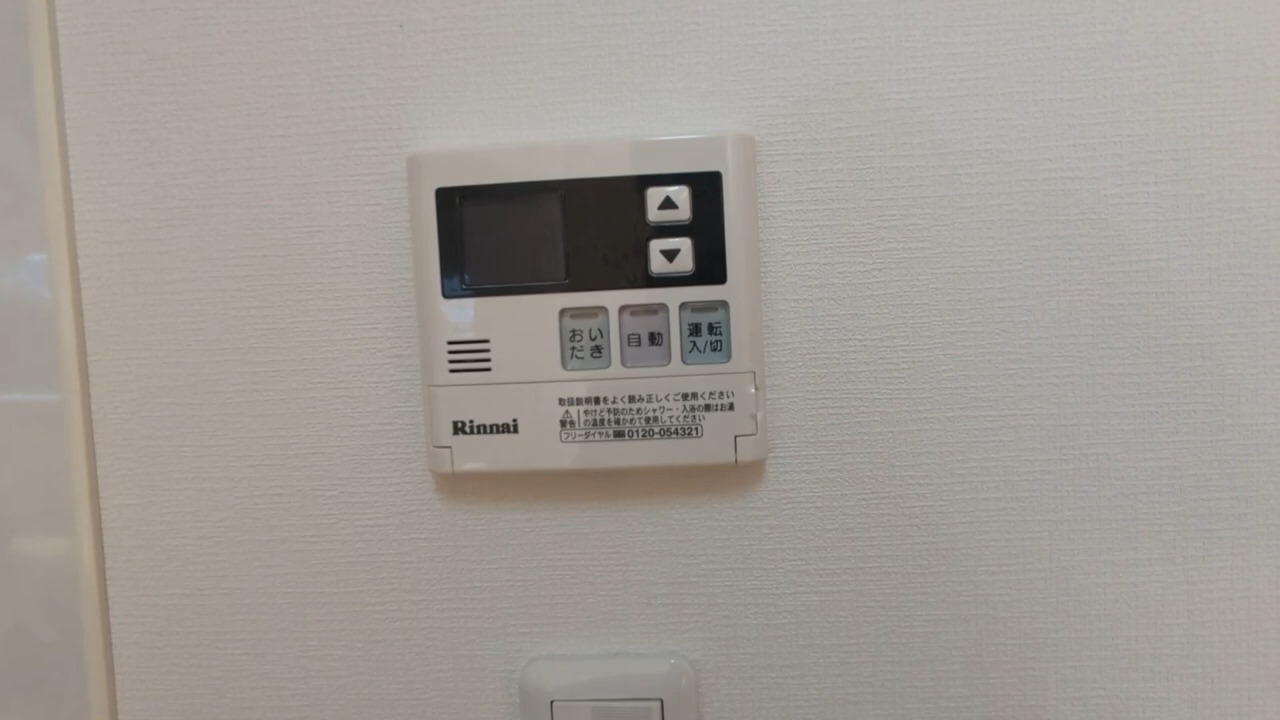 ▲
▼
おい
だき
自動
運転
入/切
Rinnai
取扱説明書をよく読み正しくご使用ください
⚠警告
やけど予防のためシャワー・入浴の際はお湯
の温度を確かめて使用してください
フリーダイヤル 0120-054321